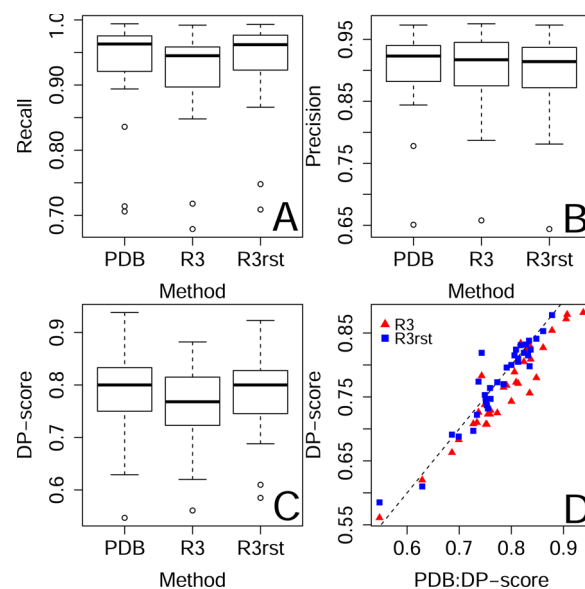 Recall
0.70 0.80 0.90 1.0
A
PDB R3 R3rst
Method
Precision
0.65 0.75 0.85 0.95
B
PDB R3 R3rst
Method
DP−score
0.6 0.7 0.8 0.9
C
PDB R3 R3rst
Method
DP−score
0.55 0.65 0.75 0.85
R3
R3rst
D
0.6 0.7 0.8 0.9
PDB:DP−score